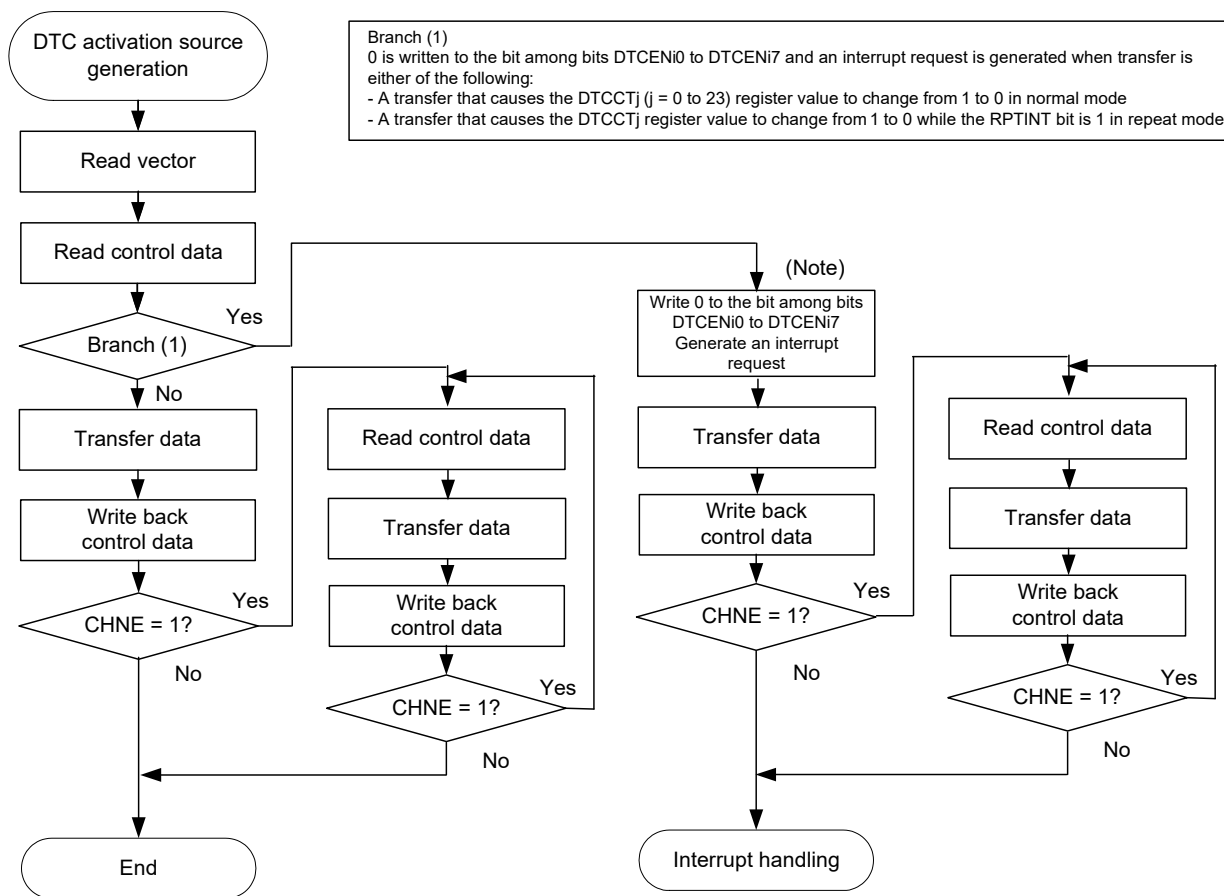 DTC activation source
generation
Branch (1)
0 is written to the bit among bits DTCENi0 to DTCENi7 and an interrupt request is generated when transfer is
either of the following:
- A transfer that causes the DTCCTj (j = 0 to 23) register value to change from 1 to 0 in normal mode
- A transfer that causes the DTCCTj register value to change from 1 to 0 while the RPTINT bit is 1 in repeat mode
Read vector
Read control data
Branch (1)
Yes
No
Transfer data
Write back
control data
CHNE = 1?
Yes
No
Read control data
Transfer data
Write back
control data
CHNE = 1?
Yes
No
End
(Note)
Write 0 to the bit among bits
DTCENi0 to DTCENi7
Generate an interrupt
request
Transfer data
Write back
control data
CHNE = 1?
Yes
No
Read control data
Transfer data
Write back
control data
CHNE = 1?
Yes
No
Interrupt handling